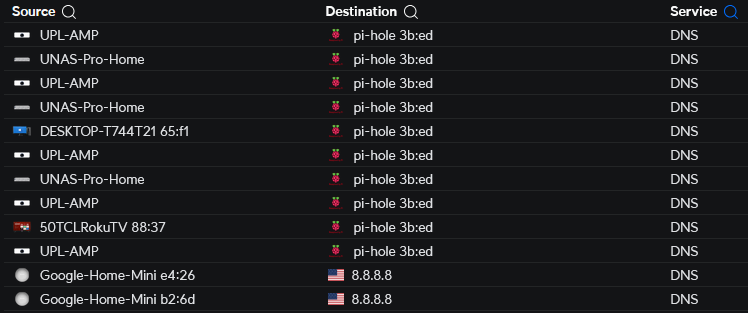 Source Destination Service
UPL-AMP pi-hole 3b:ed DNS
UNAS-Pro-Home pi-hole 3b:ed DNS
UPL-AMP pi-hole 3b:ed DNS
UNAS-Pro-Home pi-hole 3b:ed DNS
DESKTOP-T744T21 65:f1 pi-hole 3b:ed DNS
UPL-AMP pi-hole 3b:ed DNS
UNAS-Pro-Home pi-hole 3b:ed DNS
UPL-AMP pi-hole 3b:ed DNS
50TCLRokuTV 88:37 pi-hole 3b:ed DNS
UPL-AMP pi-hole 3b:ed DNS
Google-Home-Mini e4:26 8.8.8.8 DNS
Google-Home-Mini b2:6d 8.8.8.8 DNS